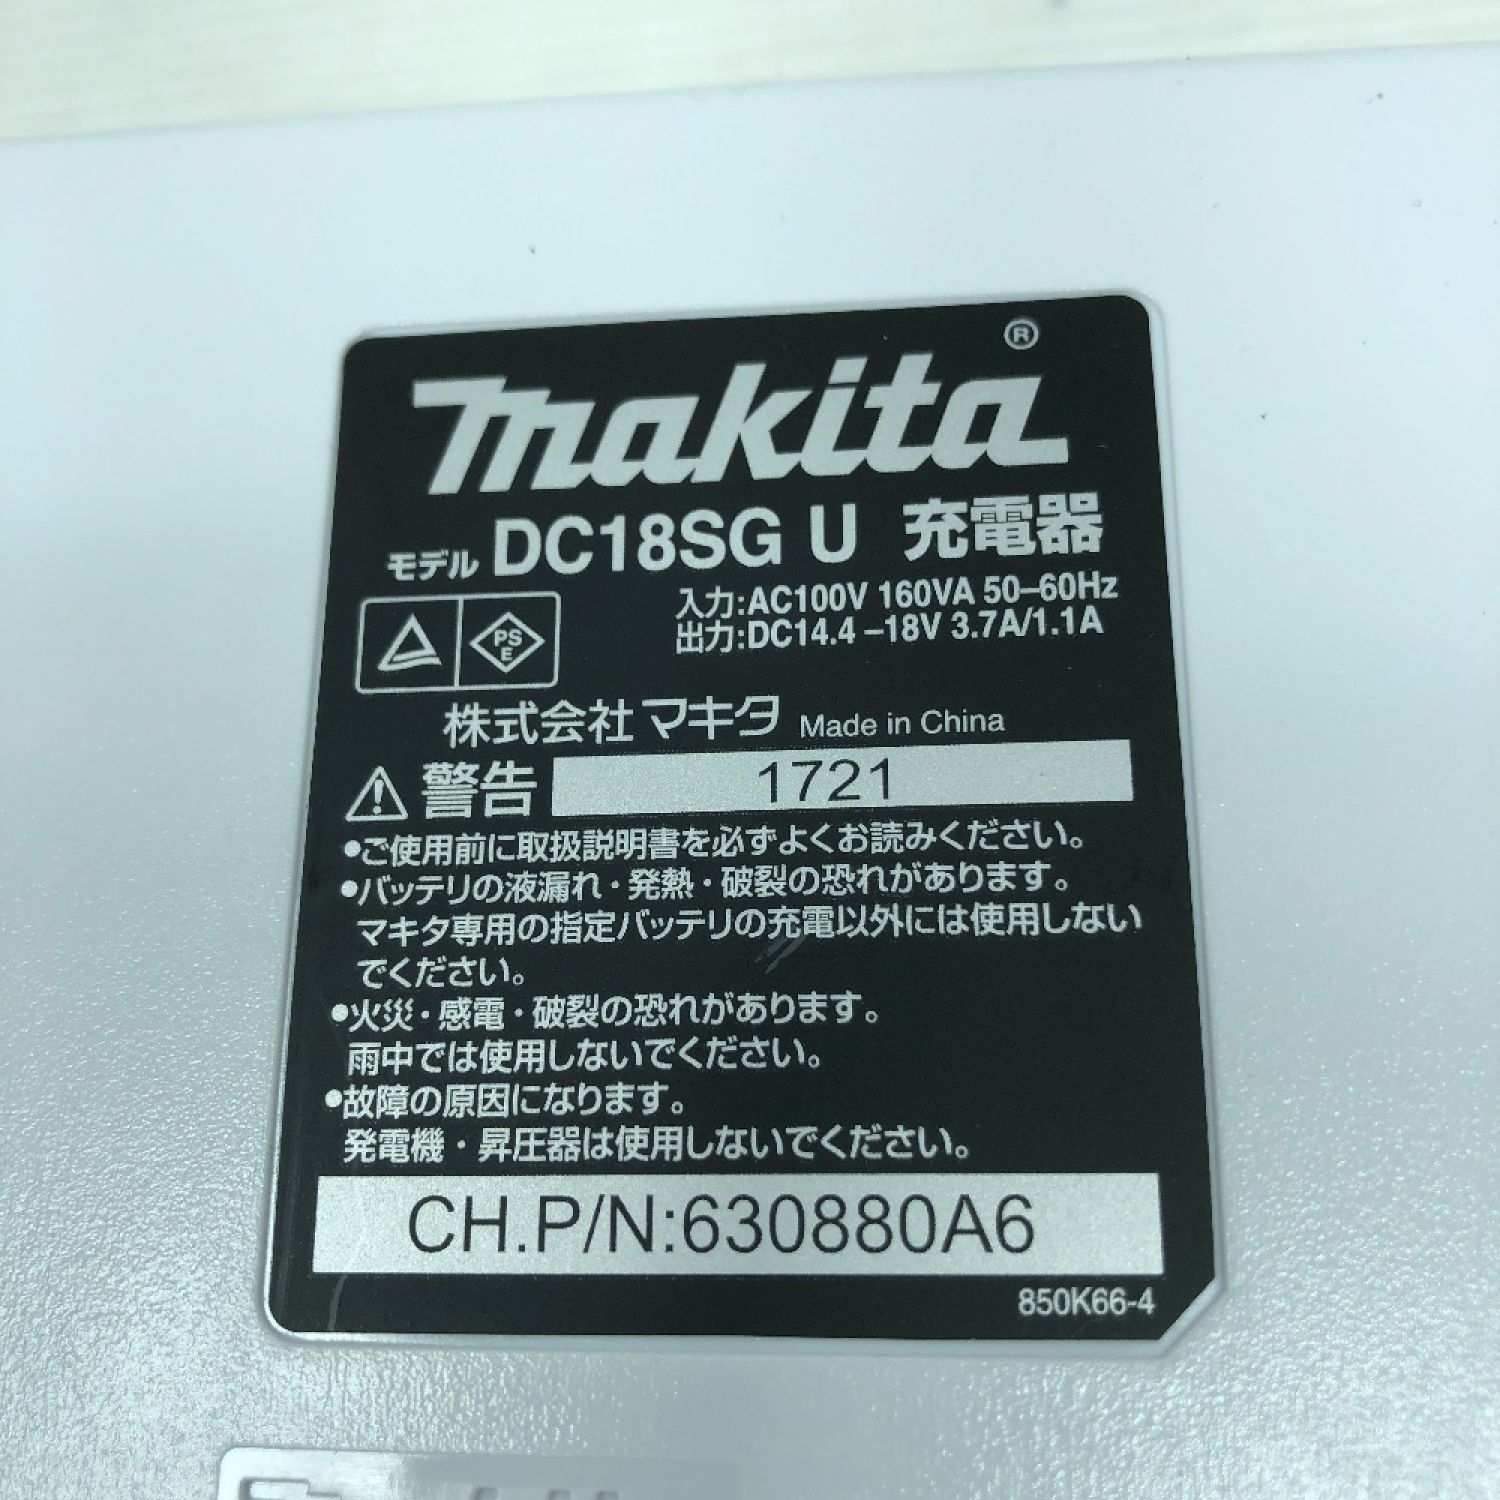 makita®
モデル DC18SG U 充電器
入力:AC100V 160VA 50–60Hz
出力:DC14.4 –18V 3.7A/1.1A
PS
E
株式会社マキタ Made in China
警告 1721
•ご使用前に取扱説明書を必ずよくお読みください。
•バッテリの液漏れ・発熱・破裂の恐れがあります。
マキタ専用の指定バッテリの充電以外には使用しない
でください。
•火災・感電・破裂の恐れがあります。
雨中では使用しないでください。
•故障の原因になります。
発電機・昇圧器は使用しないでください。
CH.P/N:630880A6
850K66-4